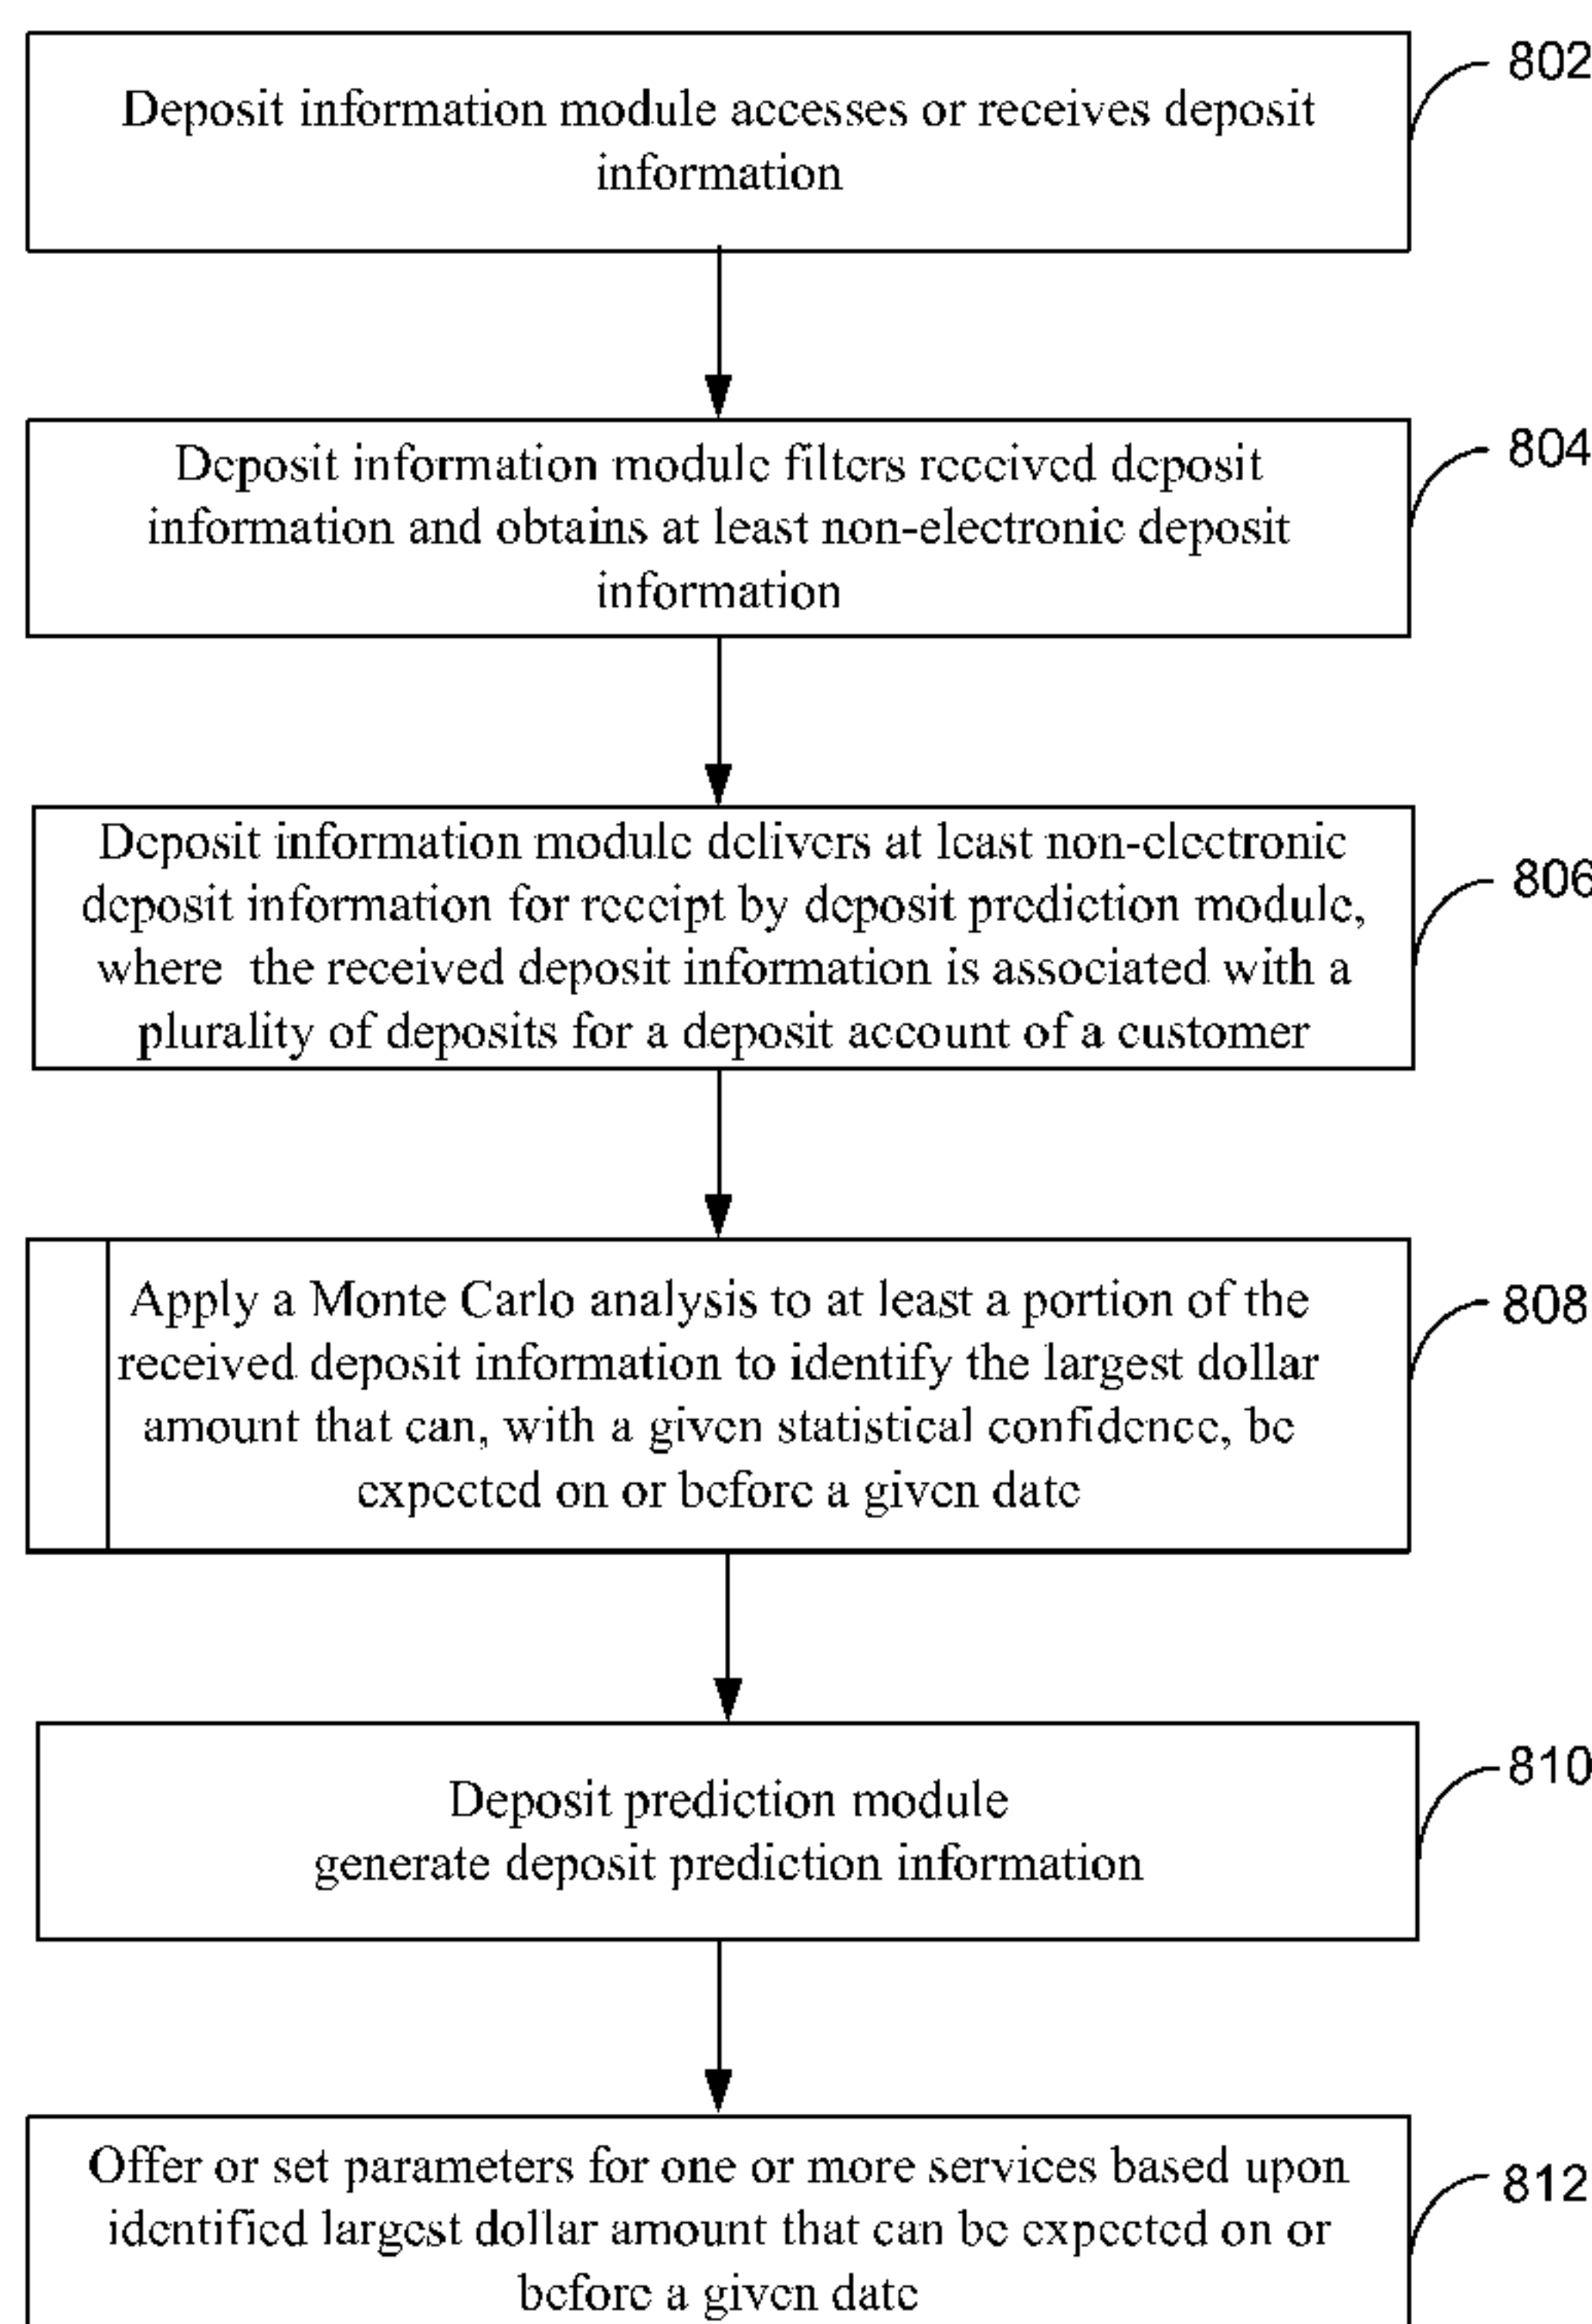 802
Deposit information module accesses or receives deposit
information
804
Deposit information module filters received deposit
information and obtains at least non-electronic deposit
information
Deposit information module delivers at least non-electronic
806
deposit information for receipt by deposit prediction module,
where the received deposit information is associated with a
plurality of deposits for a deposit account of a customer
808
Apply a Monte Carlo analysis to at least a portion of the
received deposit information to identify the largest dollar
amount that can, with a given statistical confidence, be
expected on or before a given date
810
Deposit prediction module
generate deposit prediction information
812
Offer or set parameters for one or more services based upon
identified largest dollar amount that can be expected on or
before a given date